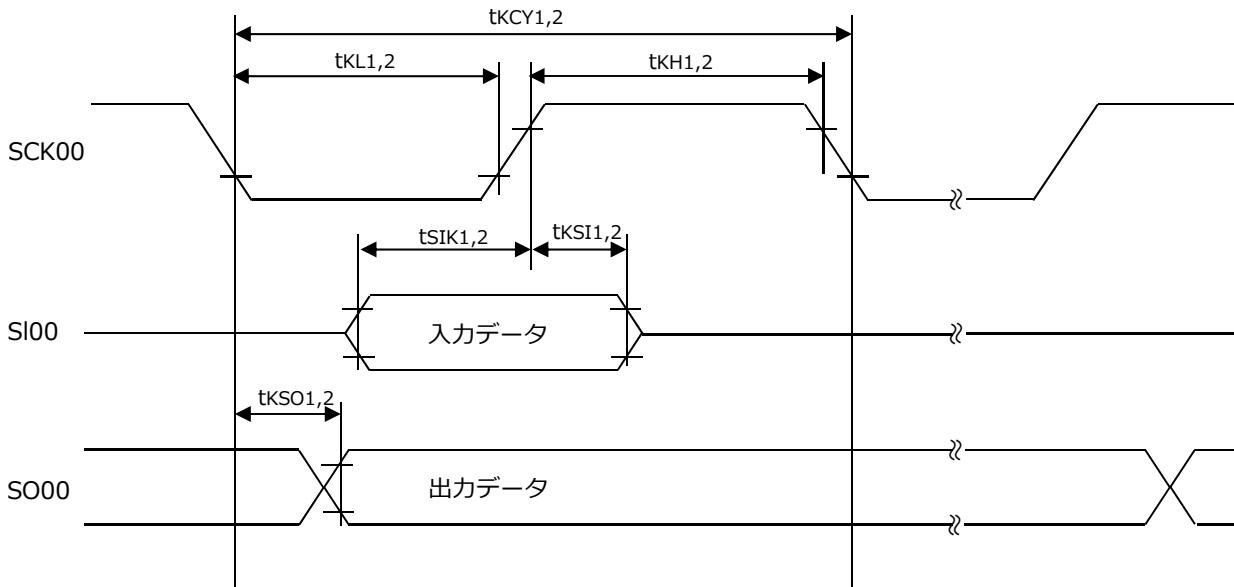 tKCY1,2
tKL1,2
tKH1,2
SCK00
tSIK1,2
tKSI1,2
SI00
入力データ
tKSO1,2
SO00
出力データ